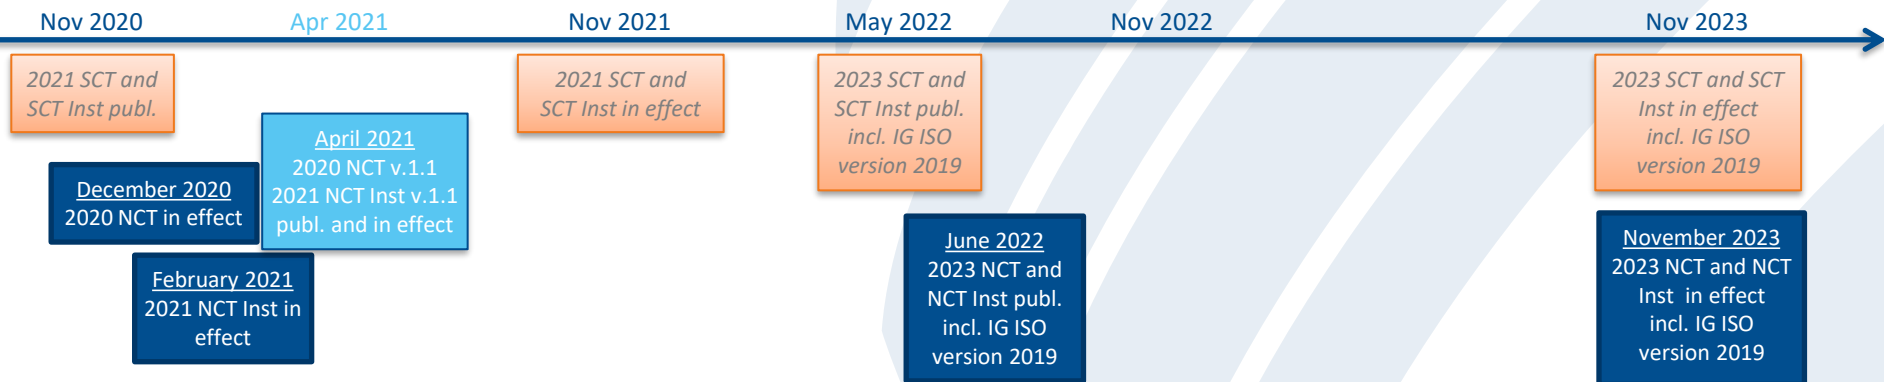 Nov 2020
Apr 2021
Nov 2021
May 2022
Nov 2022
Nov 2023
2021 SCT and
SCT Inst publ.
2021 SCT and
SCT Inst in effect
2023 SCT and
SCT Inst publ.
incl. IG ISO
version 2019
2023 SCT and SCT
Inst in effect
incl. IG ISO
version 2019
December 2020
2020 NCT in effect
April 2021
2020 NCT v.1.1
2021 NCT Inst v.1.1
publ. and in effect
February 2021
2021 NCT Inst in
effect
June 2022
2023 NCT and
NCT Inst publ.
incl. IG ISO
version 2019
November 2023
2023 NCT and NCT
Inst in effect
incl. IG ISO
version 2019